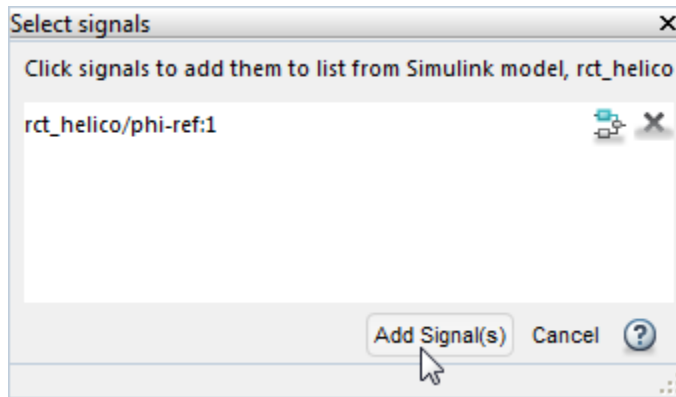 Select signals
Click signals to add them to list from Simulink model, rct_helico
rct_helico/phi-ref:1
Add Signal(s) Cancel ?